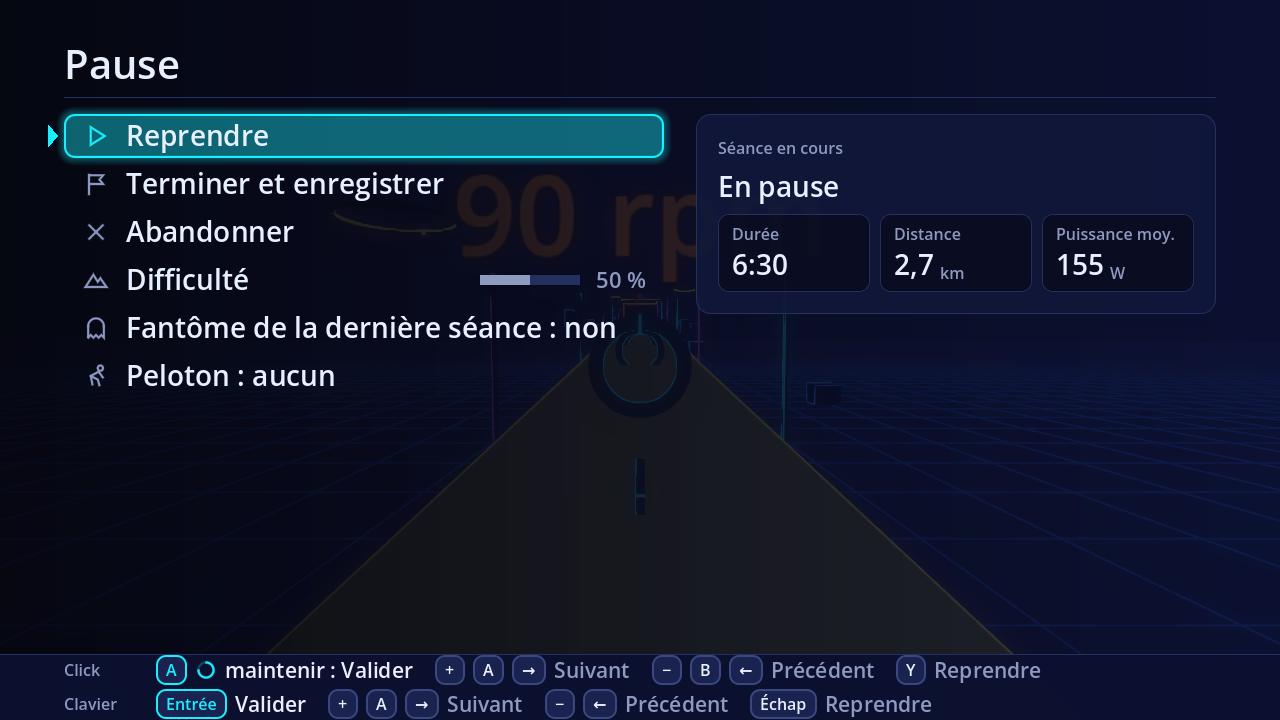 Pause
Reprendre
Terminer et enregistrer
Abandonner
Difficulté 50 %
Fantôme de la dernière séance : non
Peloton : aucun
Séance en cours
En pause
Durée
6:30
Distance
2,7 km
Puissance moy.
155 W
90 rp
Click A maintenir : Valider + A → Suivant − B ← Précédent Y Reprendre
Clavier Entrée Valider + A → Suivant − ← Précédent Échap Reprendre